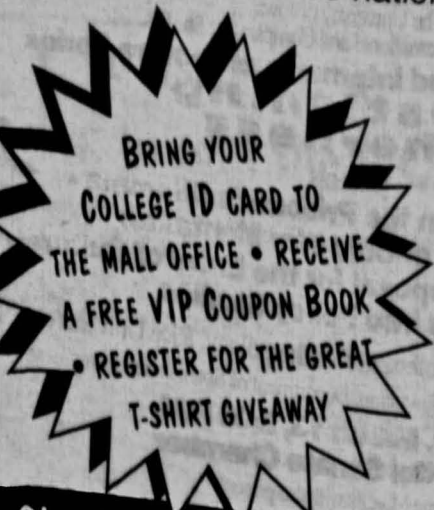 BRING YOUR
COLLEGE ID CARD TO
THE MALL OFFICE • RECEIVE
A FREE VIP COUPON BOOK
• REGISTER FOR THE GREAT
T-SHIRT GIVEAWAY